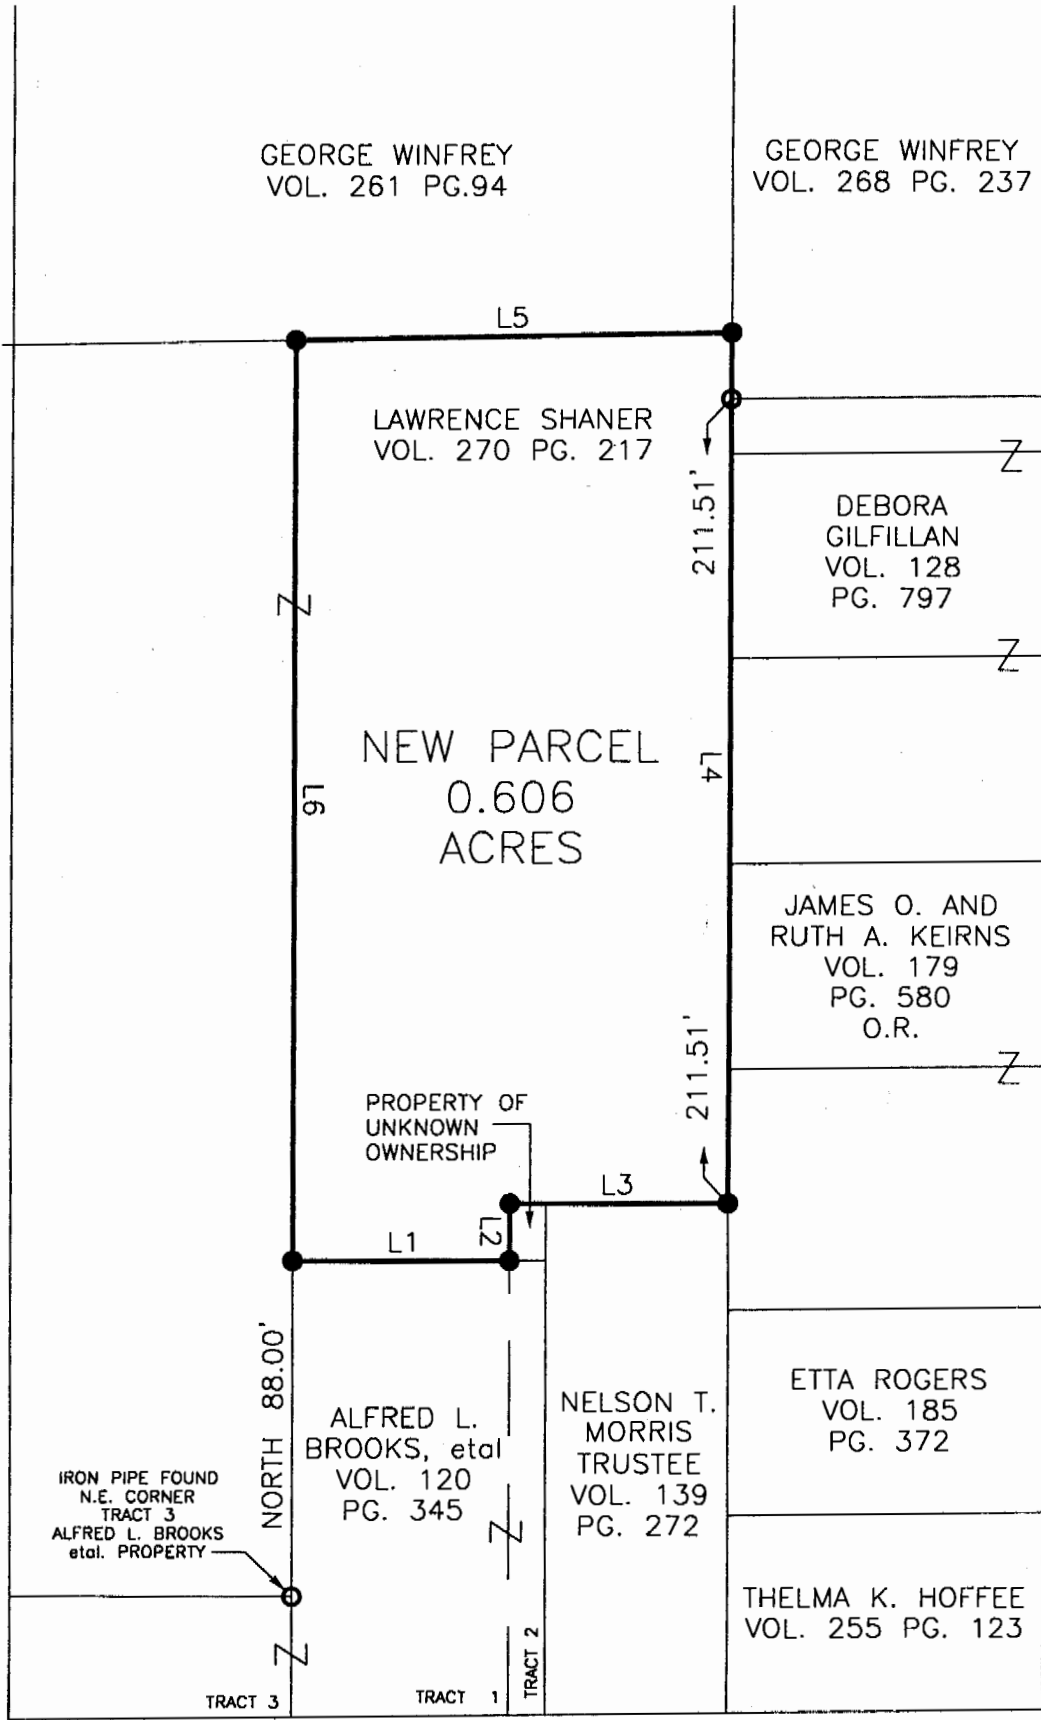 GEORGE WINFREY
VOL. 261 PG.94
GEORGE WINFREY
VOL. 268 PG. 237
L5
LAWRENCE SHANER
VOL. 270 PG. 217
211.51'
DEBORA
GILFILLAN
VOL. 128
PG. 797
NEW PARCEL
0.606
ACRES
L6
L4
JAMES O. AND
RUTH A. KEIRNS
VOL. 179
PG. 580
O.R.
211.51'
PROPERTY OF
UNKNOWN
OWNERSHIP
L3
L2
L1
NORTH 88.00'
ALFRED L.
BROOKS, etal
VOL. 120
PG. 345
NELSON T.
MORRIS
TRUSTEE
VOL. 139
PG. 272
ETTA ROGERS
VOL. 185
PG. 372
IRON PIPE FOUND
N.E. CORNER
TRACT 3
ALFRED L. BROOKS
etal. PROPERTY
THELMA K. HOFFEE
VOL. 255 PG. 123
TRACT 3
TRACT 1
TRACT 2